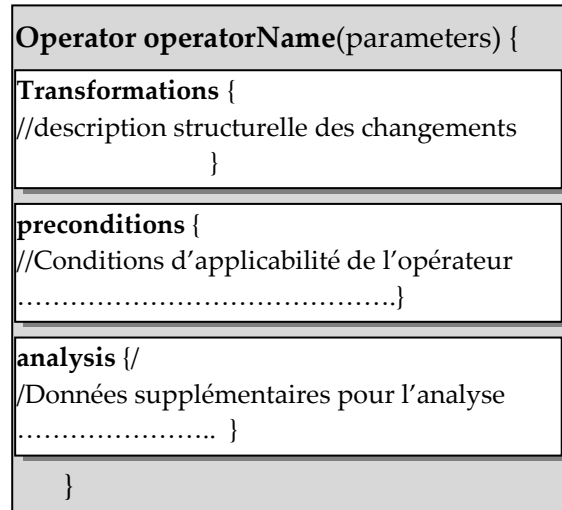 Operator operatorName(parameters) {
Transformations {
//description structurelle des changements
}
preconditions {
//Conditions d’applicabilité de l’opérateur
…………………………………….}
analysis {/
/Données supplémentaires pour l’analyse
………………….. }
}